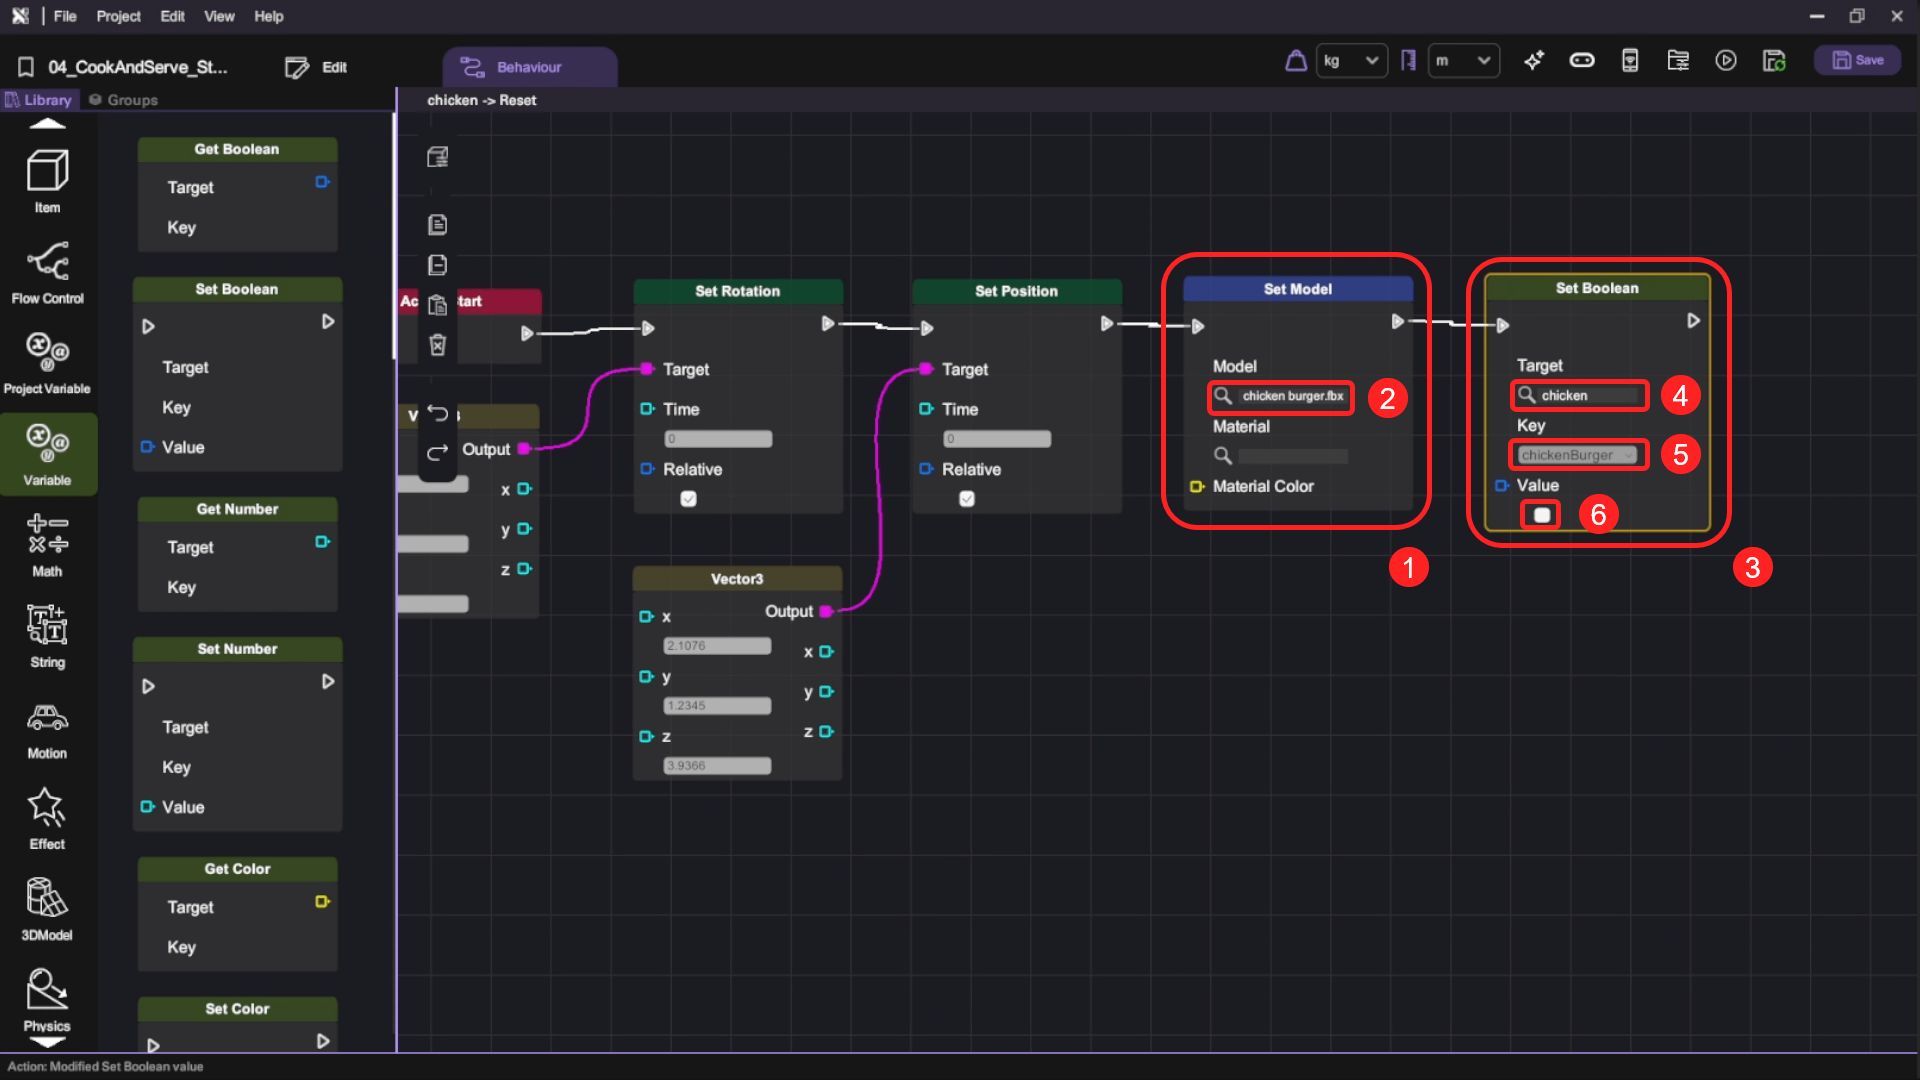 File Project Edit View Help
04_CookAndServe_St... Edit Behaviour kg m Save
Library Groups chicken -> Reset
Item
Flow Control
Project Variable
Variable
Math
String
Motion
Effect
3DModel
Physics
Get Boolean
Target
Key
Set Boolean
Target
Key
Value
Get Number
Target
Key
Set Number
Target
Key
Value
Get Color
Target
Key
Set Color
Output
x
y
z
Set Rotation
Target
Time
0
Relative
Set Position
Target
Time
0
Relative
Vector3
x Output
2.1076 x
y
1.2345 y
z z
3.9366
Set Model
Model
chicken burger.fbx 2
Material
Material Color
1
Set Boolean
Target
chicken 4
Key
chickenBurger 5
Value
6
3
Action: Modified Set Boolean value